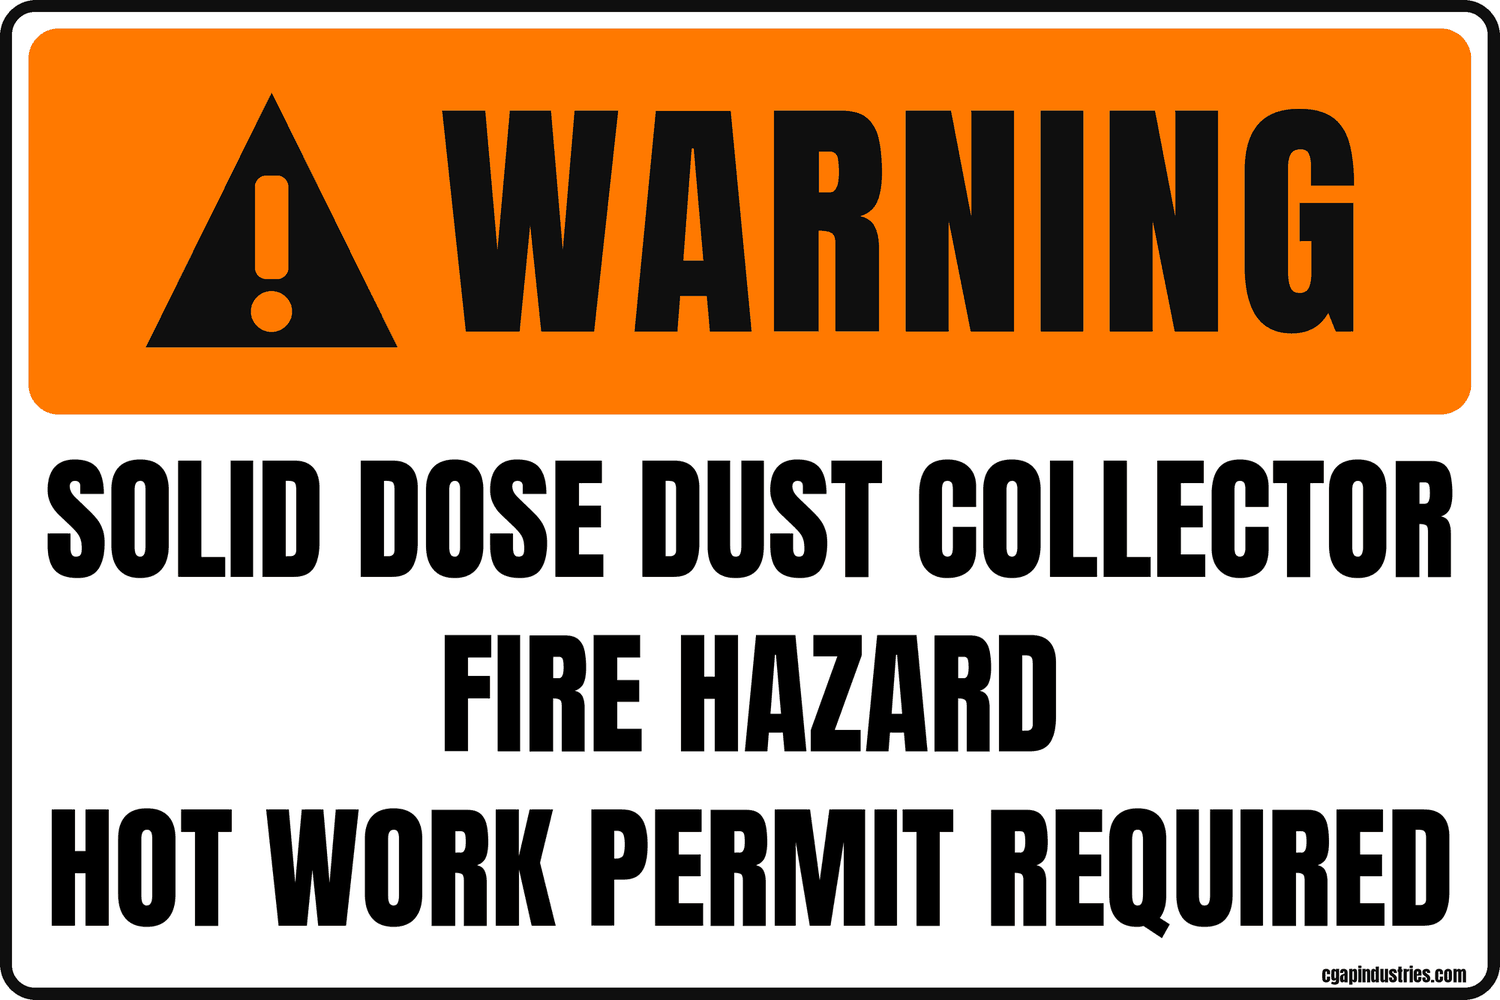 WARNING
SOLID DOSE DUST COLLECTOR
FIRE HAZARD
HOT WORK PERMIT REQUIRED
cgapindustries.com